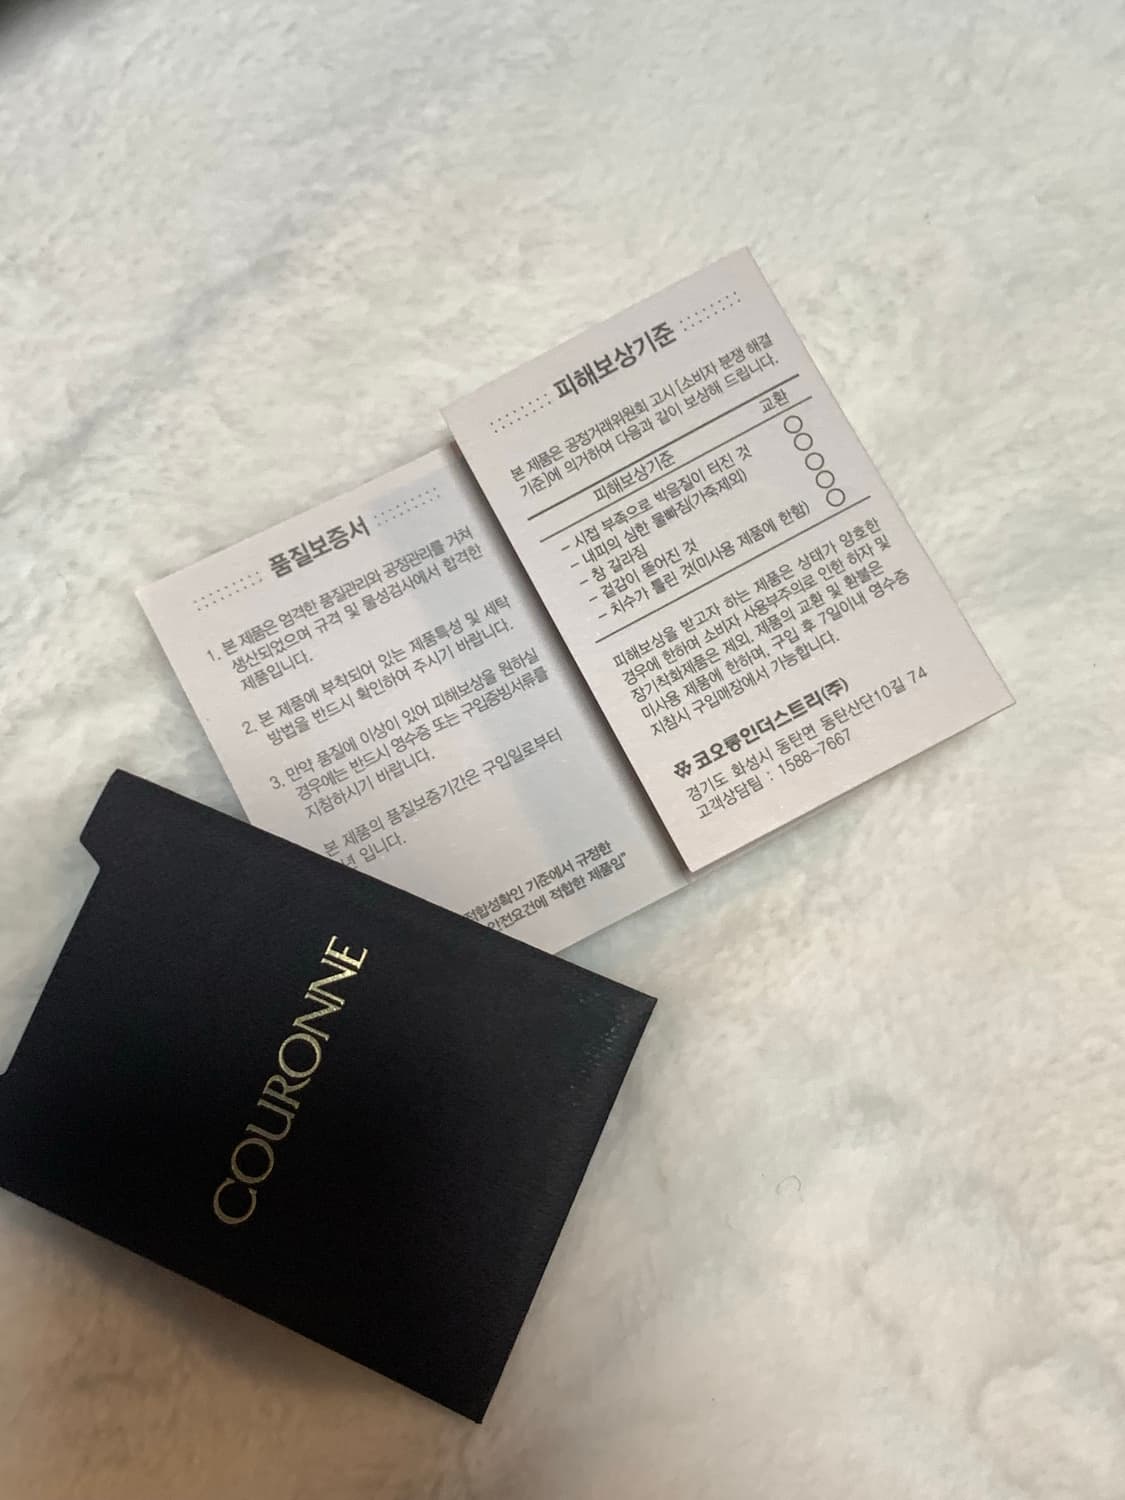 품질보증서
1. 본 제품은 엄격한 품질관리와 공정관리를 거쳐
생산되었으며 규격 및 물성검사에서 합격한
제품입니다.
2. 본 제품에 부착되어 있는 제품특성 및 세탁
방법을 반드시 확인하여 주시기 바랍니다.
3. 만약 품질에 이상이 있어 피해보상을 원하실
경우에는 반드시 영수증 또는 구입증빙서류를
지참하시기 바랍니다.
본 제품의 품질보증기간은 구입일로부터
년 입니다.
적합성확인 기준에서 규정한
안전요건에 적합한 제품임"
피해보상기준
본 제품은 공정거래위원회 고시 [소비자 분쟁 해결
기준]에 의거하여 다음과 같이 보상해 드립니다.
피해보상기준 교환
- 시접 부족으로 박음질이 터진 것 ○
- 내피의 심한 물빠짐(가죽제외) ○
- 창 갈라짐 ○
- 겉감이 뜯어진 것 ○
- 치수가 틀린 것(미사용 제품에 한함) ○
피해보상을 받고자 하는 제품은 상태가 양호한
경우에 한하며 소비자 사용부주의로 인한 하자 및
장기착화제품은 제외, 제품의 교환 및 환불은
미사용 제품에 한하며, 구입 후 7일이내 영수증
지참시 구입매장에서 가능합니다.
코오롱인더스트리(주)
경기도 화성시 동탄면 동탄산단10길 74
고객상담팀 : 1588-7667
COURONNE